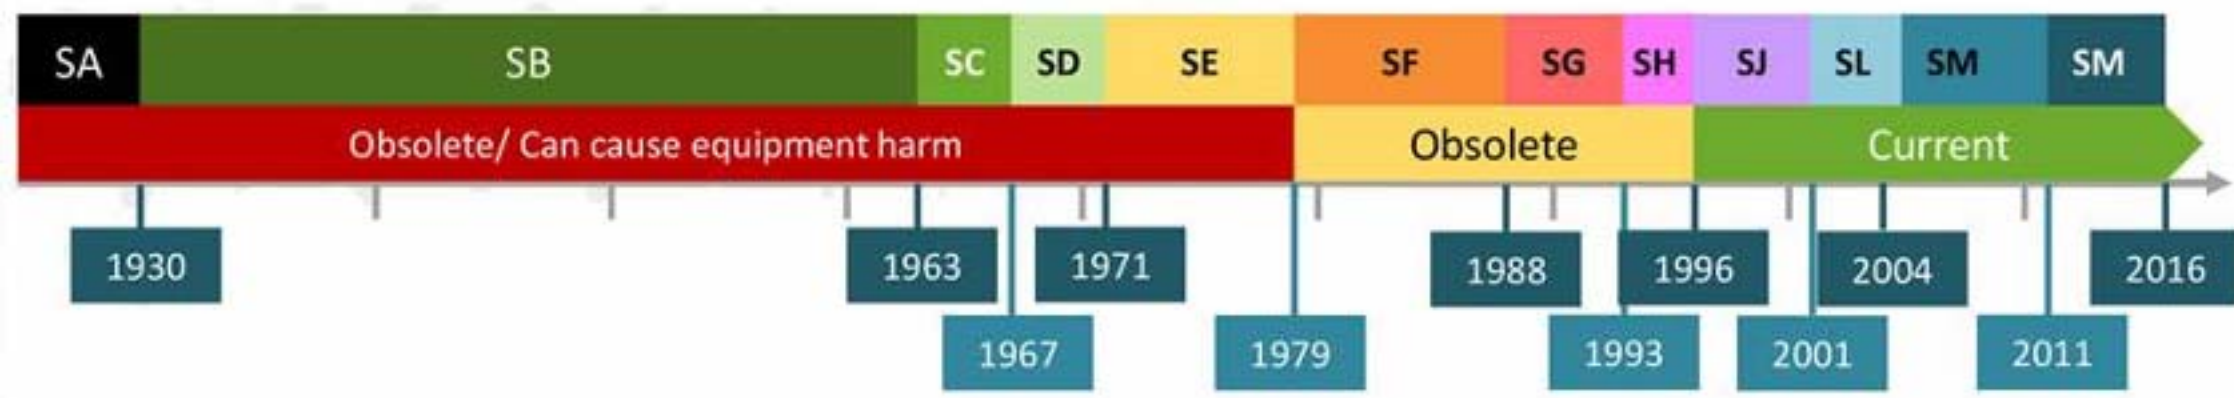 SA SB SC SD SE SF SG SH SJ SL SM SM
Obsolete/ Can cause equipment harm Obsolete Current
1930 1963 1971 1988 1996 2004 2016
1967 1979 1993 2001 2011